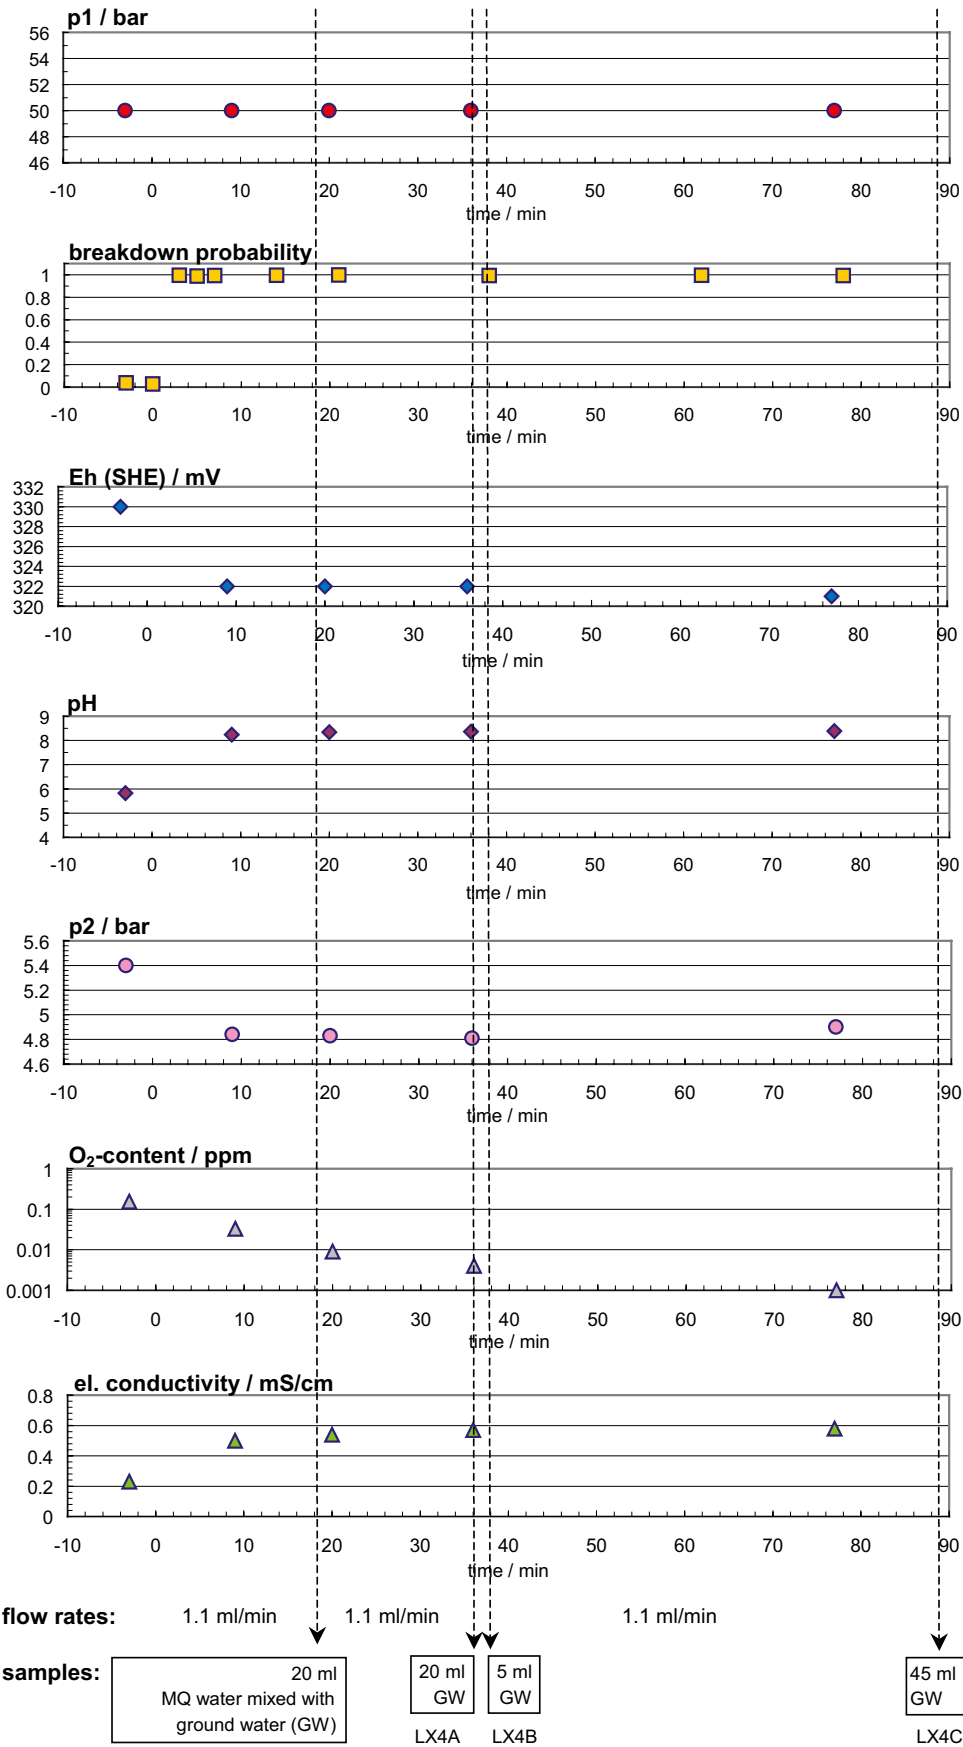 p1 / bar
56
54
52
50
48
46
-10 0 10 20 30 40 50 60 70 80 90
time / min
breakdown probability
1
0.8
0.6
0.4
0.2
0
-10 0 10 20 30 40 50 60 70 80 90
time / min
Eh (SHE) / mV
332
330
328
326
324
322
320
-10 0 10 20 30 40 50 60 70 80 90
time / min
pH
9
8
7
6
5
4
-10 0 10 20 30 40 50 60 70 80 90
time / min
p2 / bar
5.6
5.4
5.2
5
4.8
4.6
-10 0 10 20 30 40 50 60 70 80 90
time / min
O₂-content / ppm
1
0.1
0.01
0.001
-10 0 10 20 30 40 50 60 70 80 90
time / min
el. conductivity / mS/cm
0.8
0.6
0.4
0.2
0
-10 0 10 20 30 40 50 60 70 80 90
time / min
flow rates: 1.1 ml/min 1.1 ml/min 1.1 ml/min
samples:
20 ml
MQ water mixed with
ground water (GW)
20 ml
GW
LX4A
5 ml
GW
LX4B
45 ml
GW
LX4C